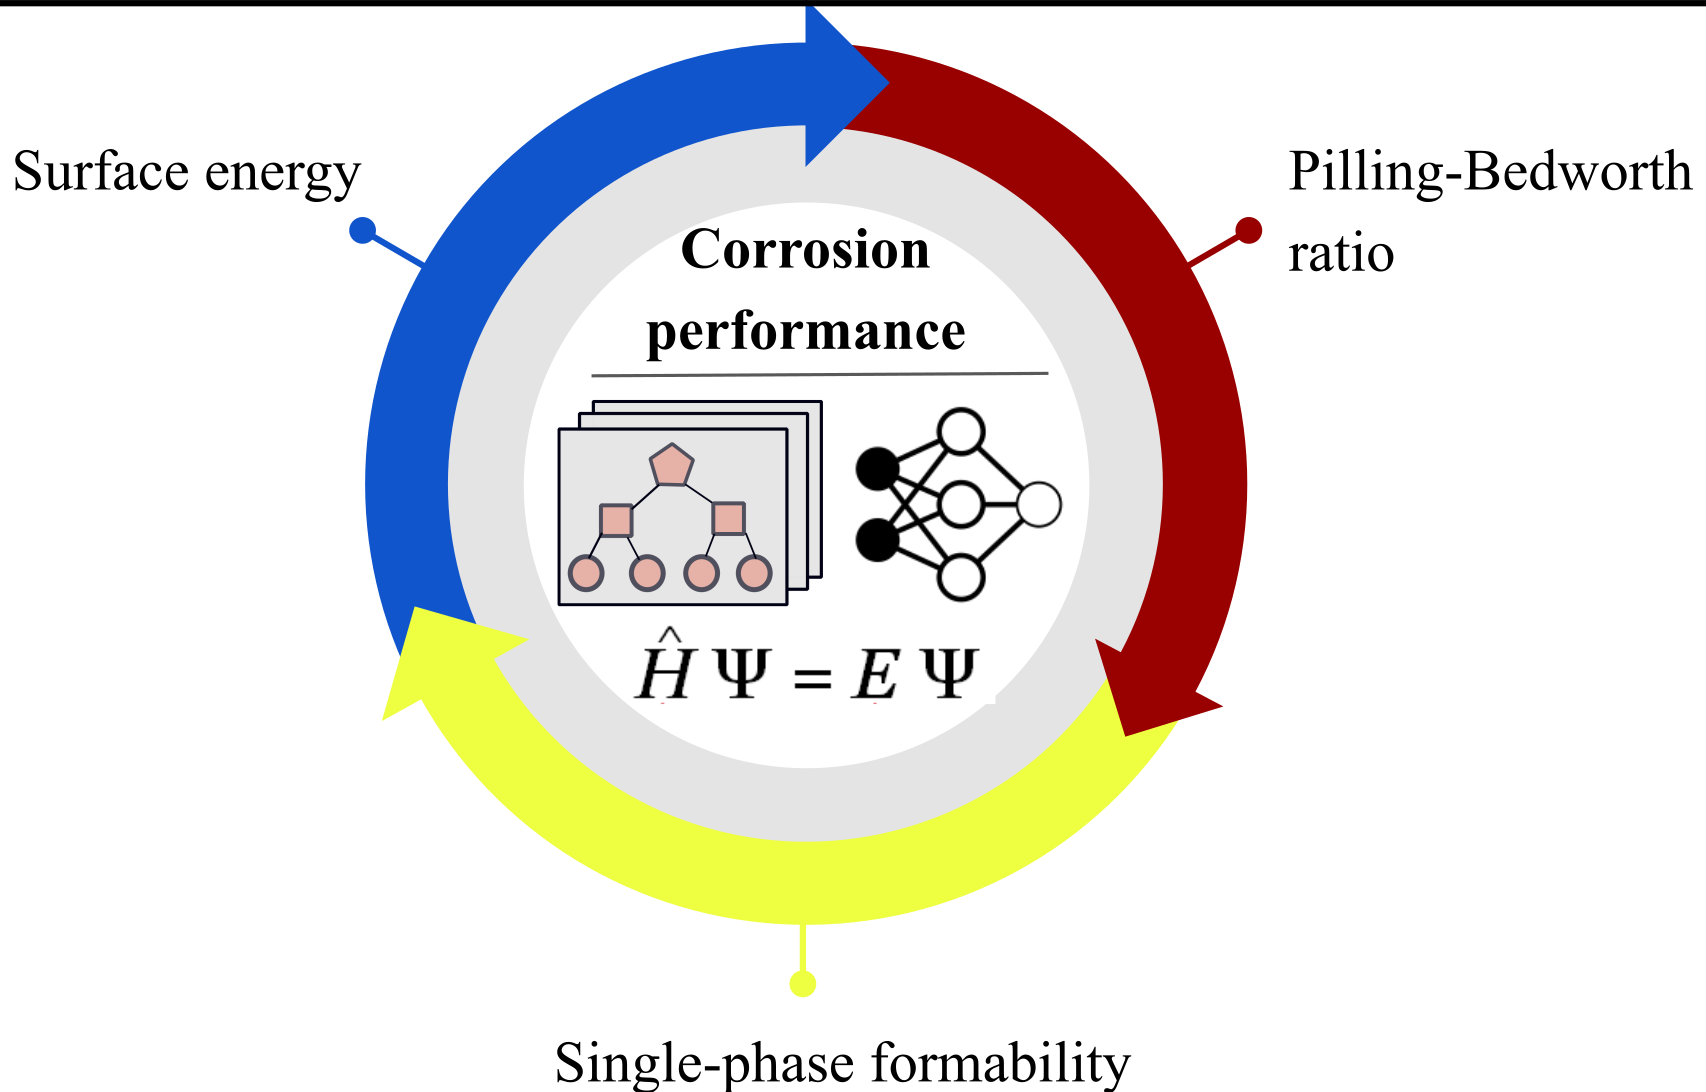 Surface energy
Pilling-Bedworth
ratio
Corrosion
performance
Ĥ Ψ = E Ψ
Single-phase formability